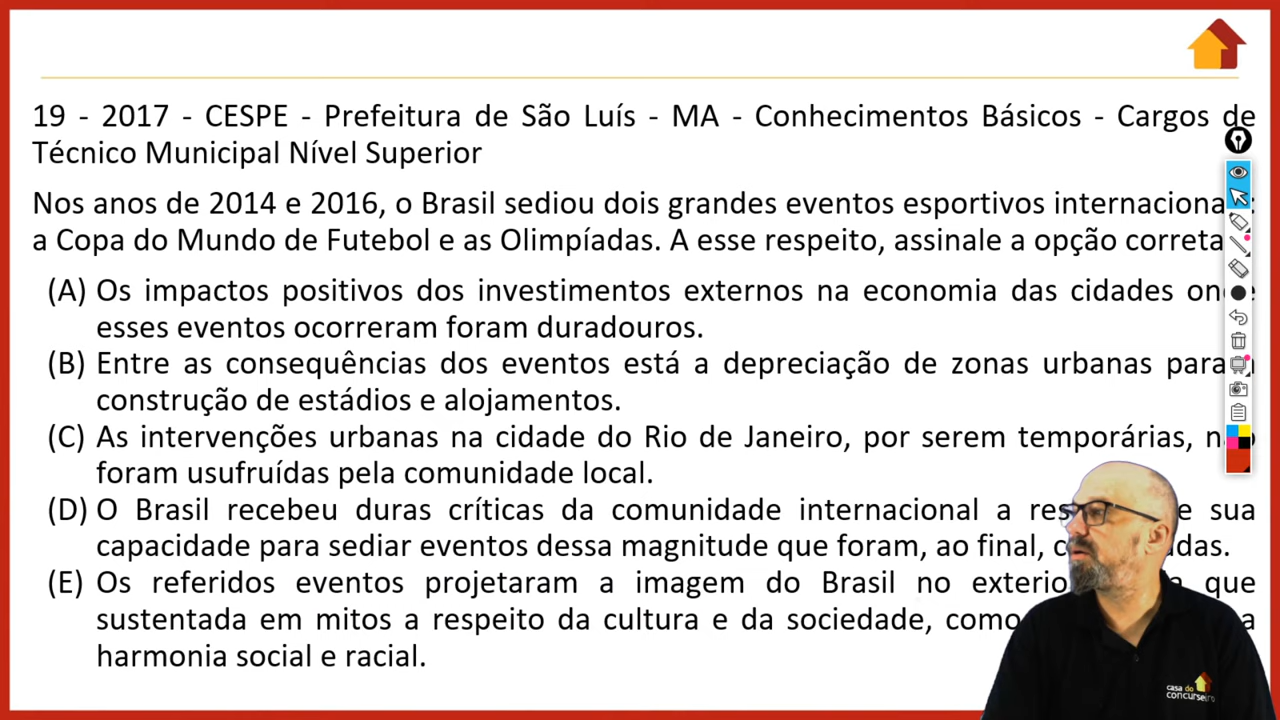 19 - 2017 - CESPE - Prefeitura de São Luís - MA - Conhecimentos Básicos - Cargos de
Técnico Municipal Nível Superior
Nos anos de 2014 e 2016, o Brasil sediou dois grandes eventos esportivos
a Copa do Mundo de Futebol e as Olimpíadas. A esse respeito, assinale a opção correta
(A) Os impactos positivos dos investimentos externos na economia das cidades
esses eventos ocorreram foram duradouros.
(B) Entre as consequências dos eventos está a depreciação de zonas urbanas para
construção de estádios e alojamentos.
(C) As intervenções urbanas na cidade do Rio de Janeiro, por serem temporárias,
foram usufruídas pela comunidade local.
(D) O Brasil recebeu duras críticas da comunidade internacional a sua
capacidade para sediar eventos dessa magnitude que foram, ao final,
(E) Os referidos eventos projetaram a imagem do Brasil no que
sustentada em mitos a respeito da cultura e da sociedade, como a
harmonia social e racial.
casa do
concurseiro